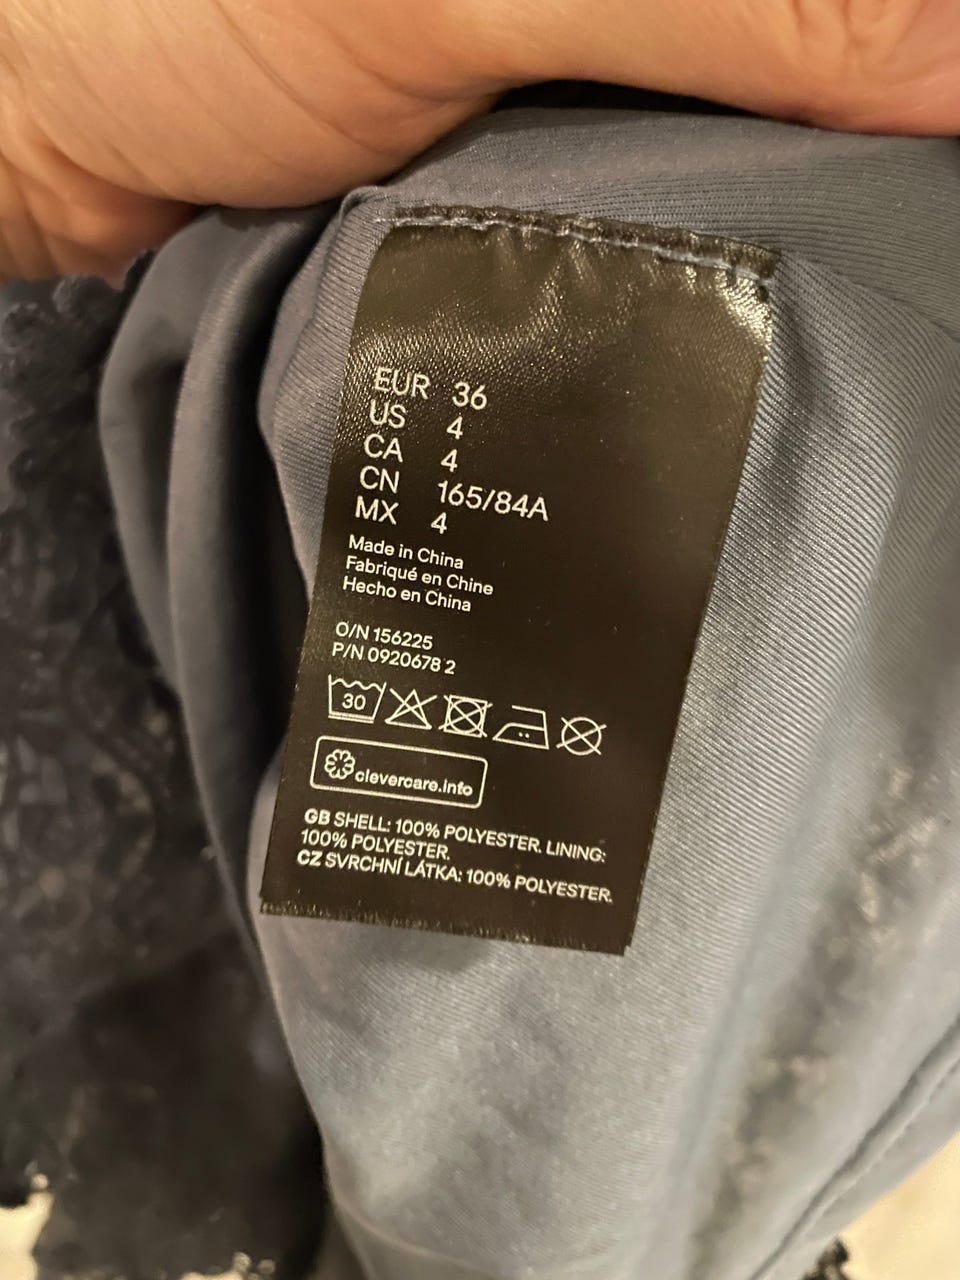 EUR 36
US 4
CA 4
CN 165/84A
MX 4
Made in China
Fabriqué en Chine
Hecho en China
O/N 156225
P/N 0920678 2
30
clevercare.info
GB SHELL: 100% POLYESTER. LINING:
100% POLYESTER.
CZ SVRCHNÍ LÁTKA: 100% POLYESTER.